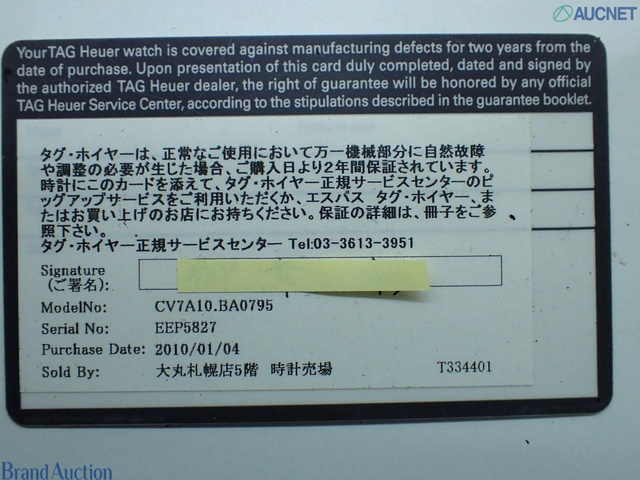 AUCNET
Your TAG Heuer watch is covered against manufacturing defects for two years from the
date of purchase. Upon presentation of this card duly completed, dated and signed by
the authorized TAG Heuer dealer, the right of guarantee will be honored by any official
TAG Heuer Service Center, according to the stipulations described in the guarantee booklet.
タグ・ホイヤーは、正常なご使用において万一機械部分に自然故障
や調整の必要が生じた場合、ご購入日より2年間保証されています。
時計にこのカードを添えて、タグ・ホイヤー正規サービスセンターのピ
ックアップサービスをご利用いただくか、エスパス タグ・ホイヤー、ま
たはお買い上げのお店にお持ちください。保証の詳細は、冊子をご参
照下さい。
タグ・ホイヤー正規サービスセンター Tel:03-3613-3951
Signature
(ご署名):
ModelNo: CV7A10.BA0795
Serial No: EEP5827
Purchase Date: 2010/01/04
Sold By: 大丸札幌店5階 時計売場 T334401
Brand Auction